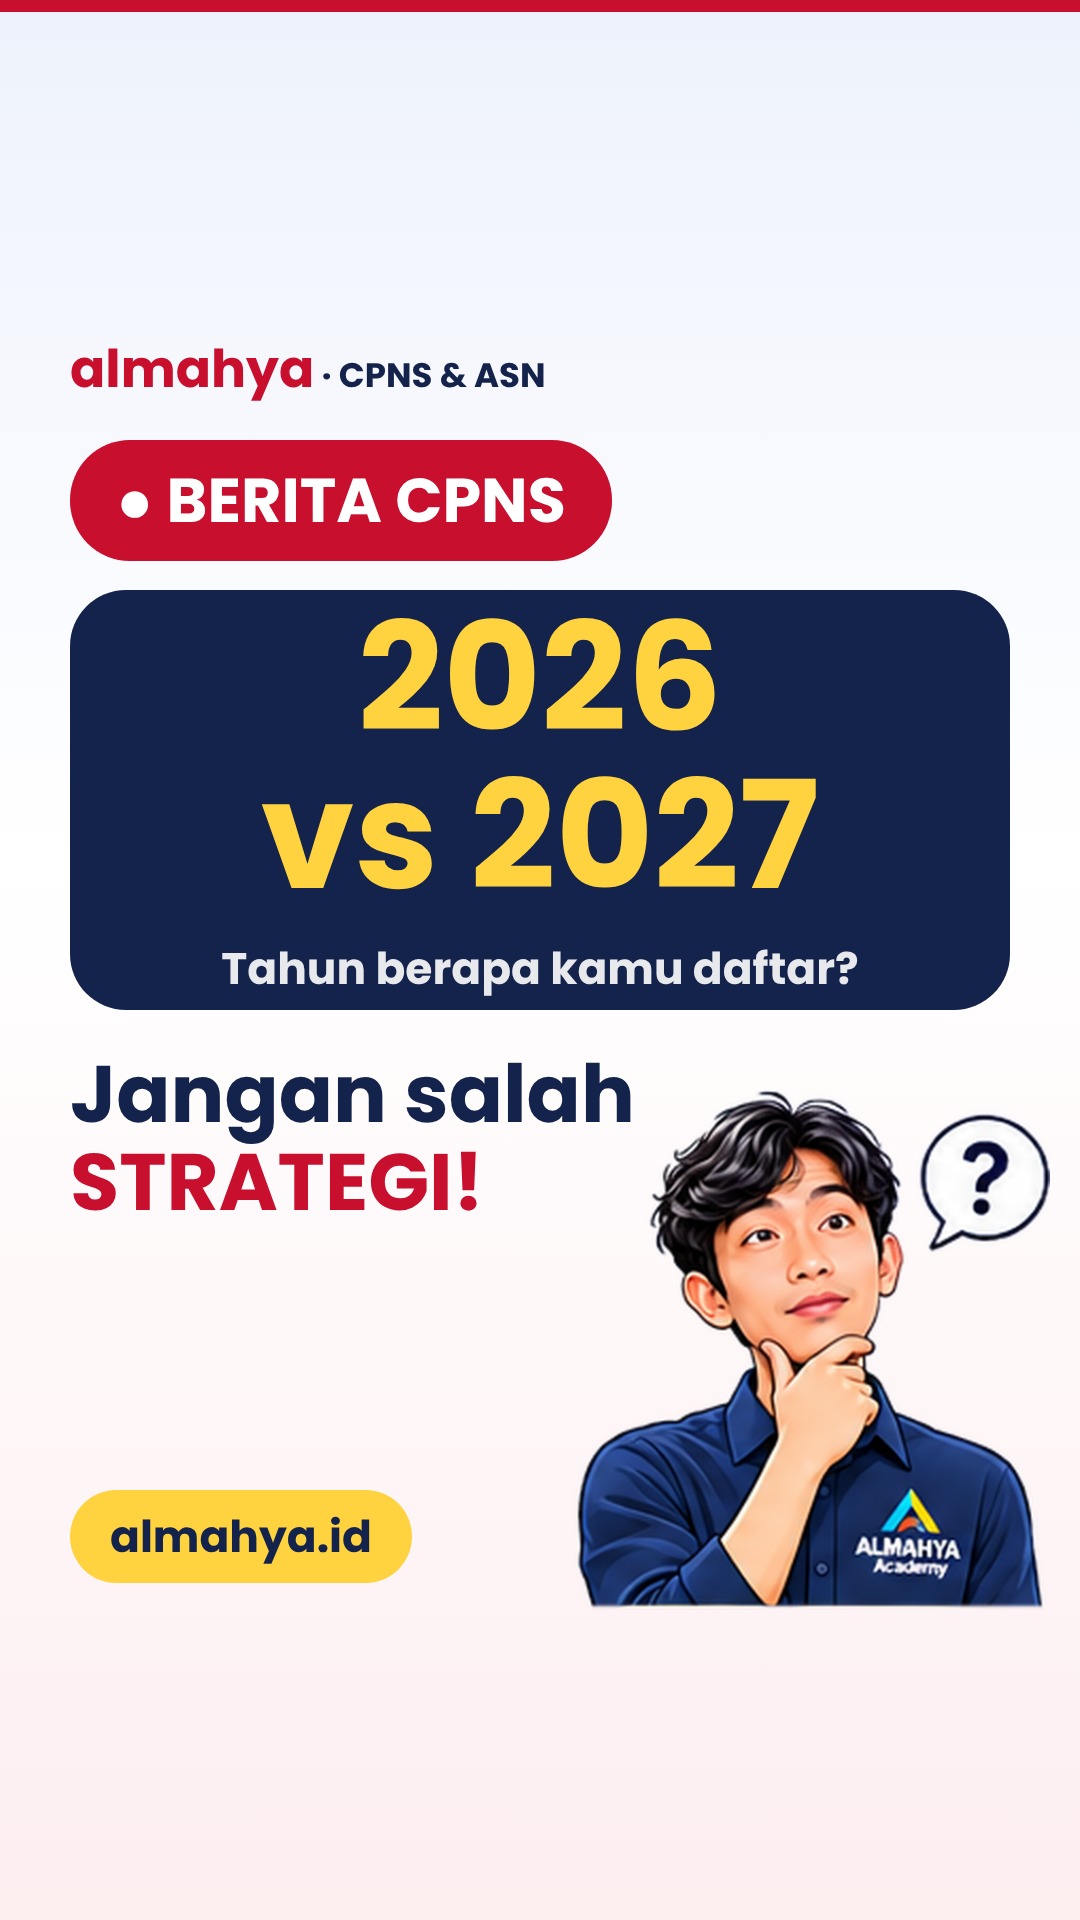 almahya · CPNS & ASN
● BERITA CPNS
2026
vs 2027
Tahun berapa kamu daftar?
Jangan salah
STRATEGI!
?
ALMAHYA
Academy
almahya.id